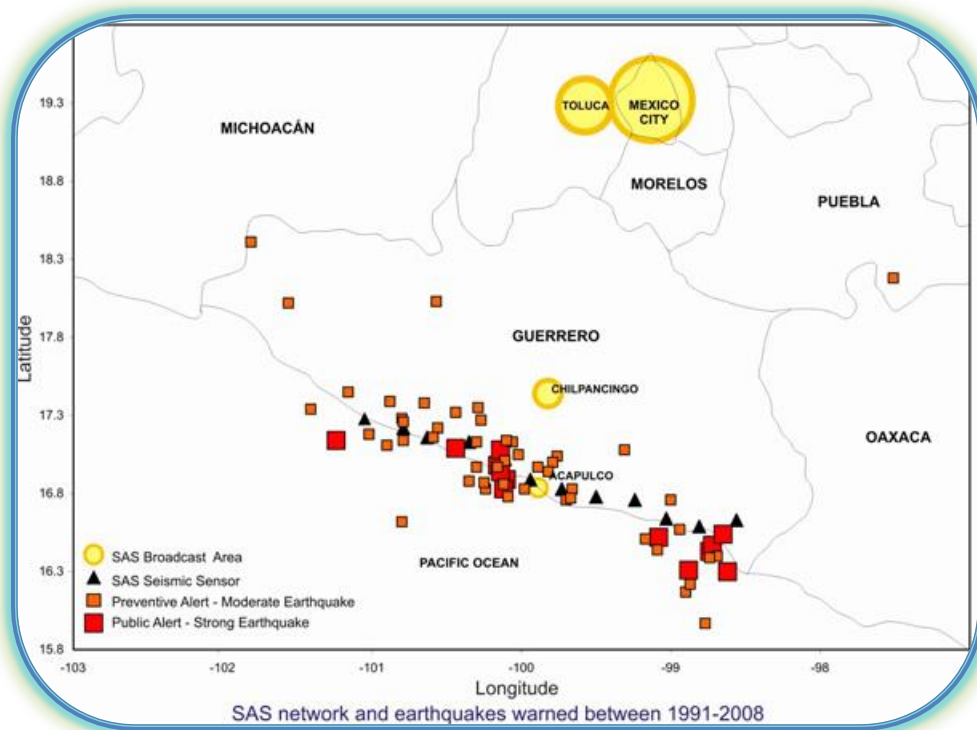 19.3
18.8
18.3
17.8
17.3
16.8
16.3
15.8
Latitude
TOLUCA
MEXICO
CITY
MICHOACÁN
MORELOS
PUEBLA
GUERRERO
CHILPANCINGO
OAXACA
ACAPULCO
PACIFIC OCEAN
SAS Broadcast Area
SAS Seismic Sensor
Preventive Alert - Moderate Earthquake
Public Alert - Strong Earthquake
-103
-102
-101
-100
-99
-98
Longitude
SAS network and earthquakes warned between 1991-2008